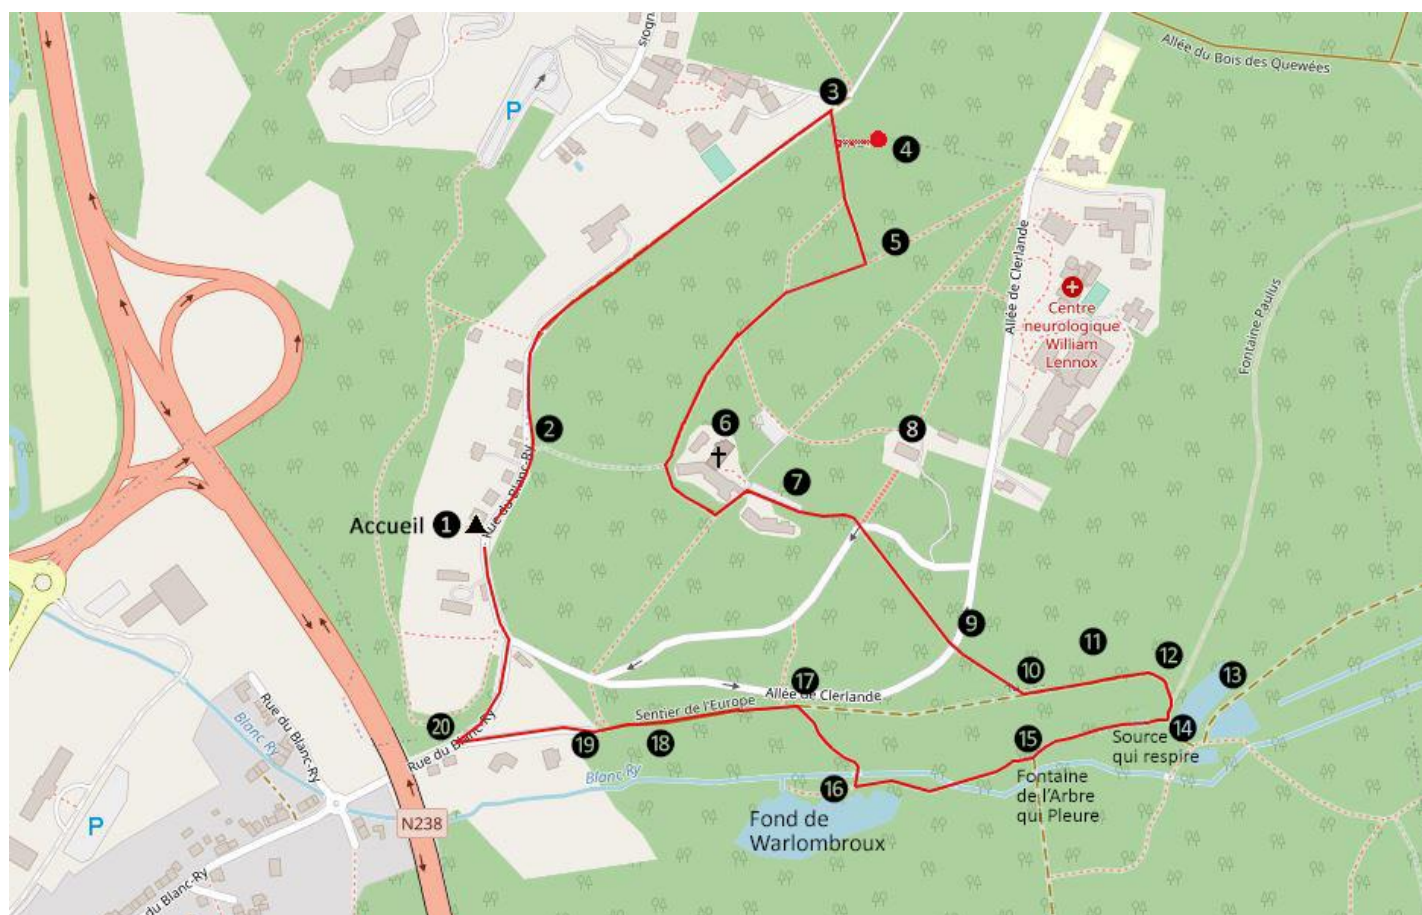 ubois
3
Allée du Bois des Quewées
P
4
5
Allée de Clerlande
Centre
neurologique
William
Lennox
Fontaine Paulus
6
2
8
Rue du Blanc-Ry
7
Accueil 1
9
11
12
10
13
17
Allée de Clerlande
Sentier de l'Europe
20
19
18
15
Source
qui respire
14
Rue du Blanc-Ry
Rue du Blanc-Ry
Blanc Ry
Blanc Ry
16
Fontaine
de l'Arbre
qui Pleure
Fond de
Warlombroux
P
N238
du Blanc-Ry